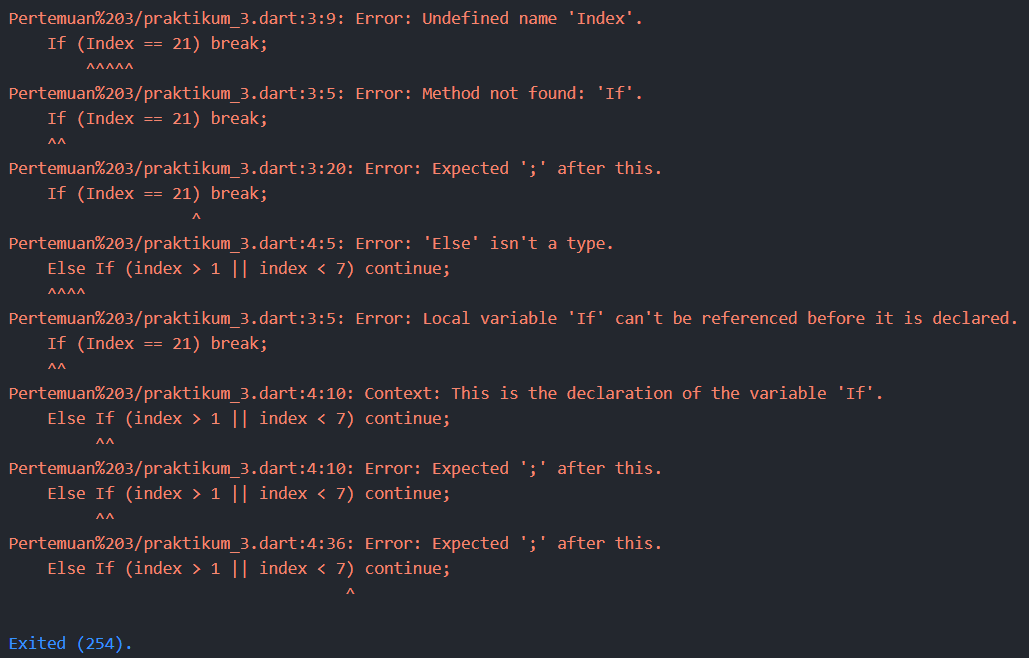 Pertemuan%203/praktikum_3.dart:3:9: Error: Undefined name 'Index'.
    If (Index == 21) break;
        ^^^^^
Pertemuan%203/praktikum_3.dart:3:5: Error: Method not found: 'If'.
    If (Index == 21) break;
    ^^
Pertemuan%203/praktikum_3.dart:3:20: Error: Expected ';' after this.
    If (Index == 21) break;
                   ^
Pertemuan%203/praktikum_3.dart:4:5: Error: 'Else' isn't a type.
    Else If (index > 1 || index < 7) continue;
    ^^^^
Pertemuan%203/praktikum_3.dart:3:5: Error: Local variable 'If' can't be referenced before it is declared.
    If (Index == 21) break;
    ^^
Pertemuan%203/praktikum_3.dart:4:10: Context: This is the declaration of the variable 'If'.
    Else If (index > 1 || index < 7) continue;
         ^^
Pertemuan%203/praktikum_3.dart:4:10: Error: Expected ';' after this.
    Else If (index > 1 || index < 7) continue;
         ^^
Pertemuan%203/praktikum_3.dart:4:36: Error: Expected ';' after this.
    Else If (index > 1 || index < 7) continue;
                                   ^
Exited (254).